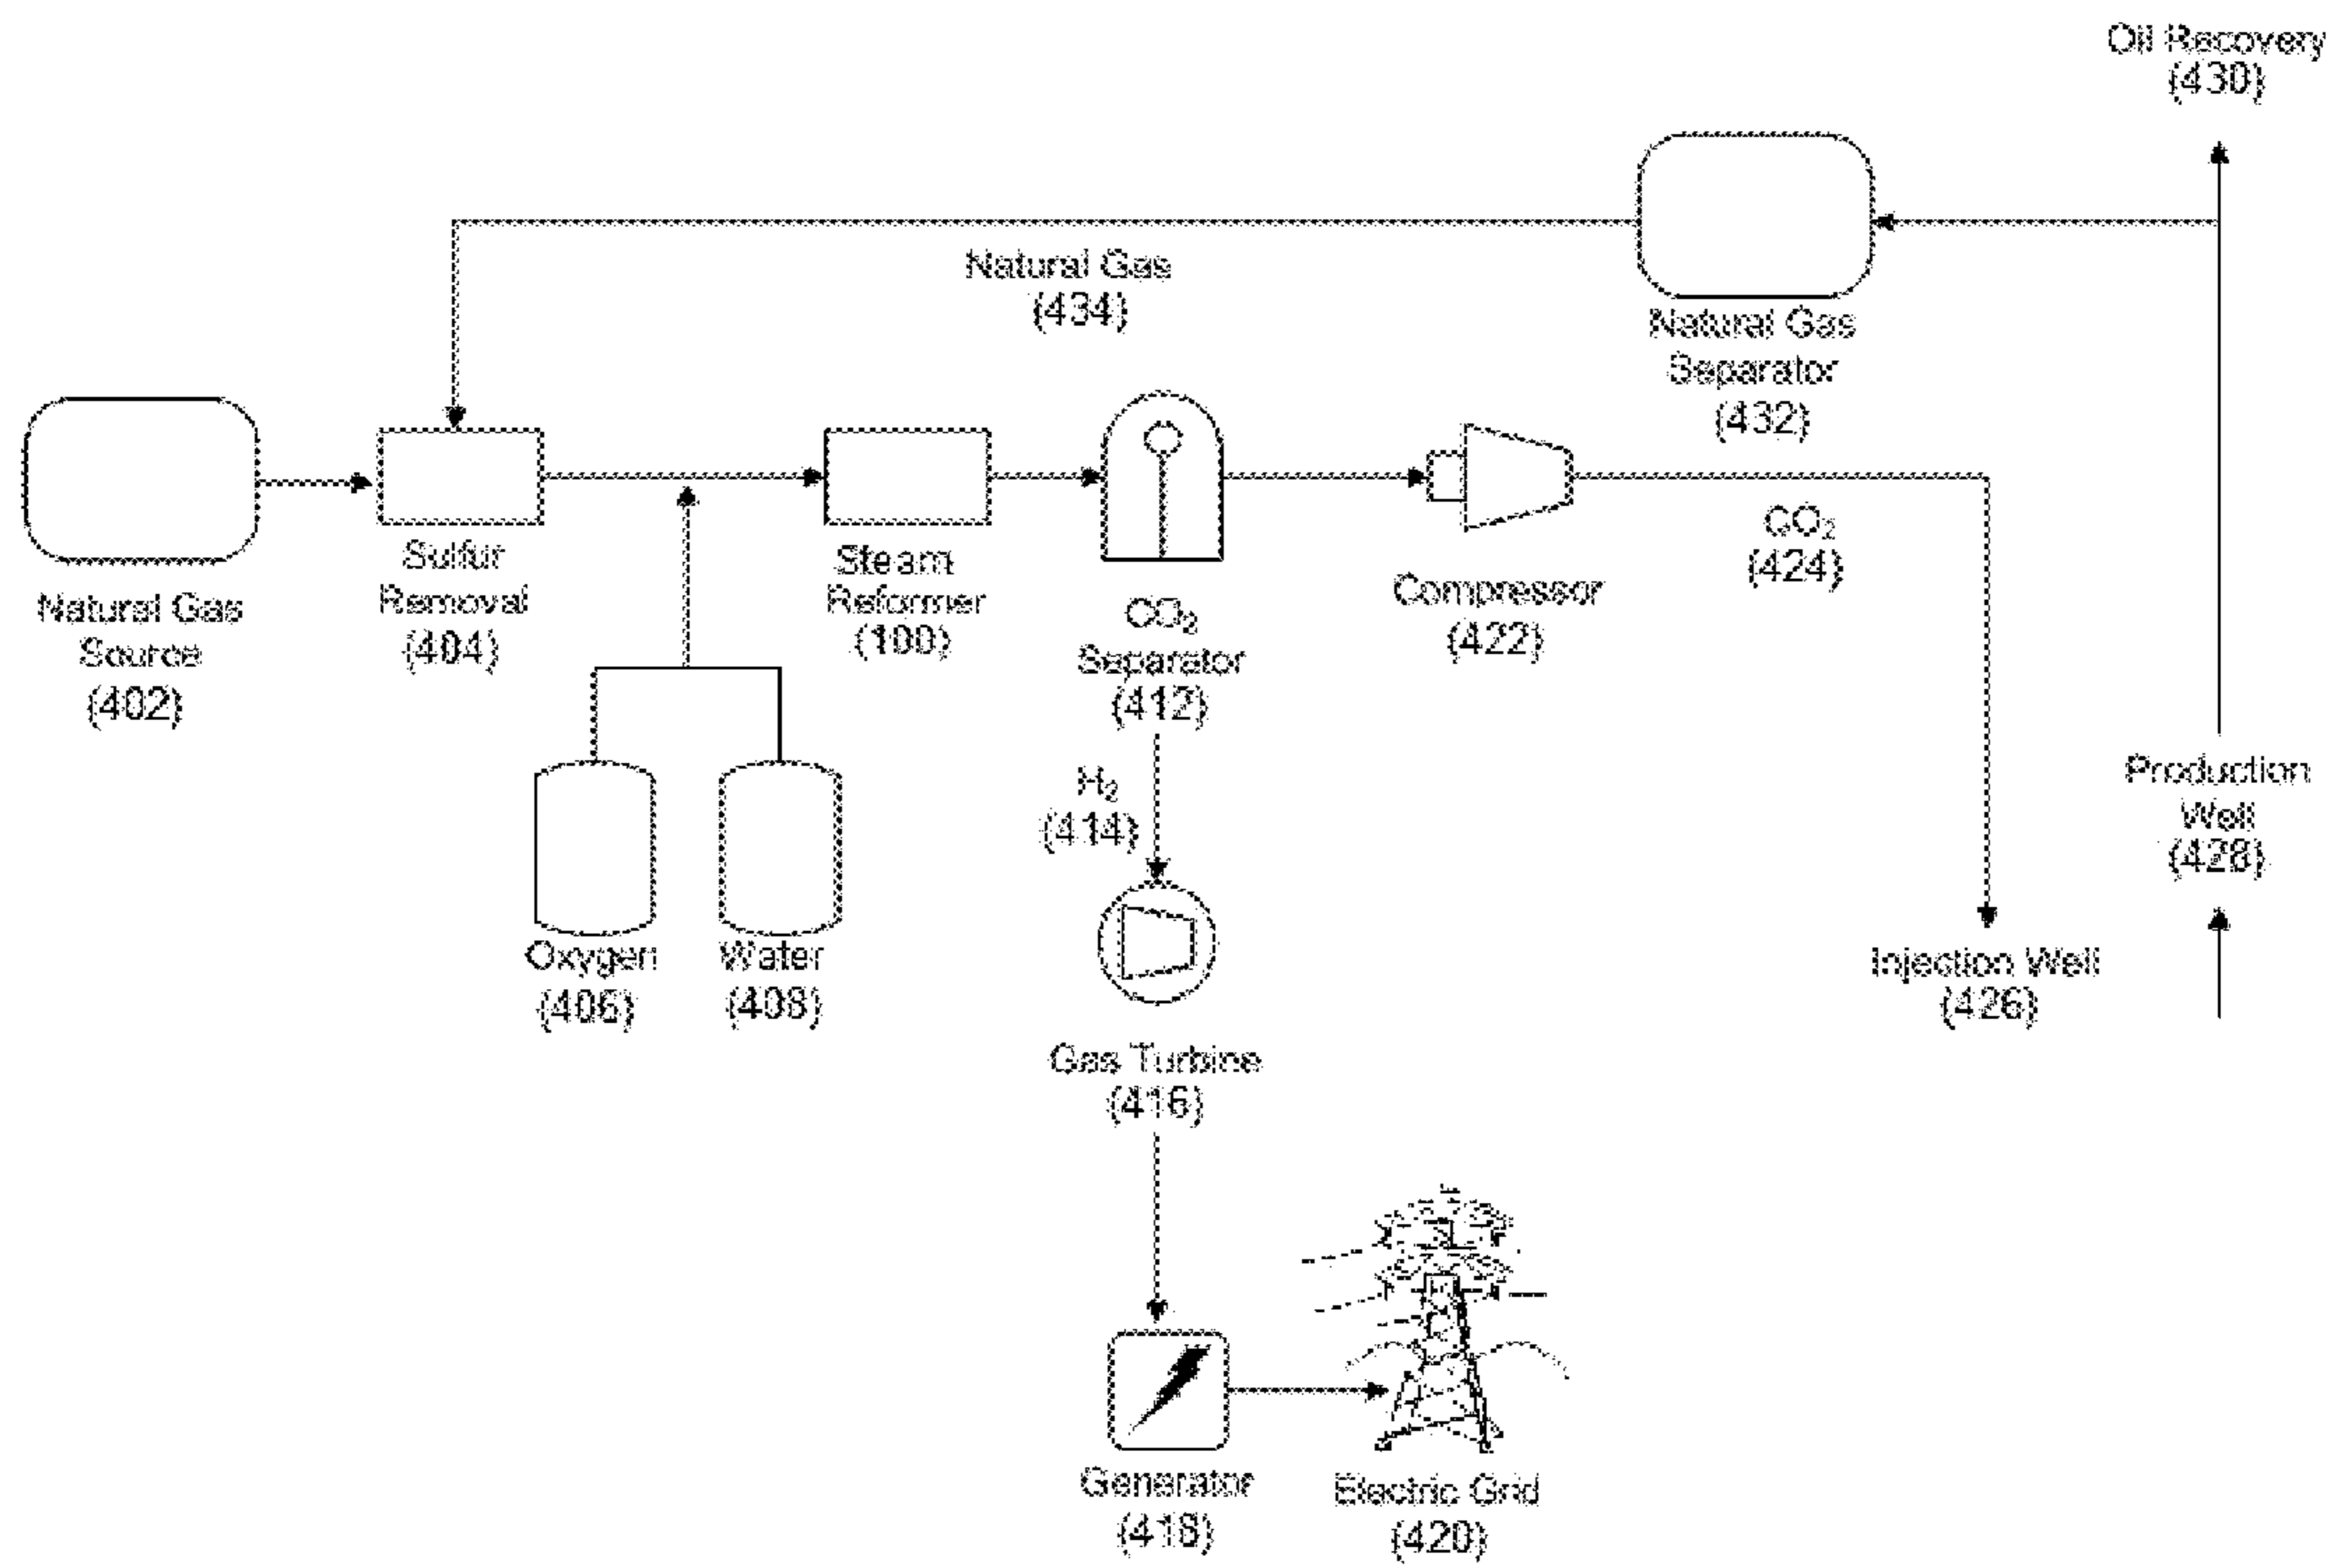 Oil Recovery
(430)
Natural Gas
(434)
Natural Gas
Separator
(432)
Natural Gas
Source
(402)
Sulfur
Removal
(404)
Steam
Reformer
(100)
CO₂
Separator
(412)
Compressor
(422)
CO₂
(424)
H₂
(414)
Production
Well
(428)
Oxygen
(406)
Water
(408)
Injection Well
(426)
Gas Turbine
(416)
Generator
(418)
Electric Grid
(420)